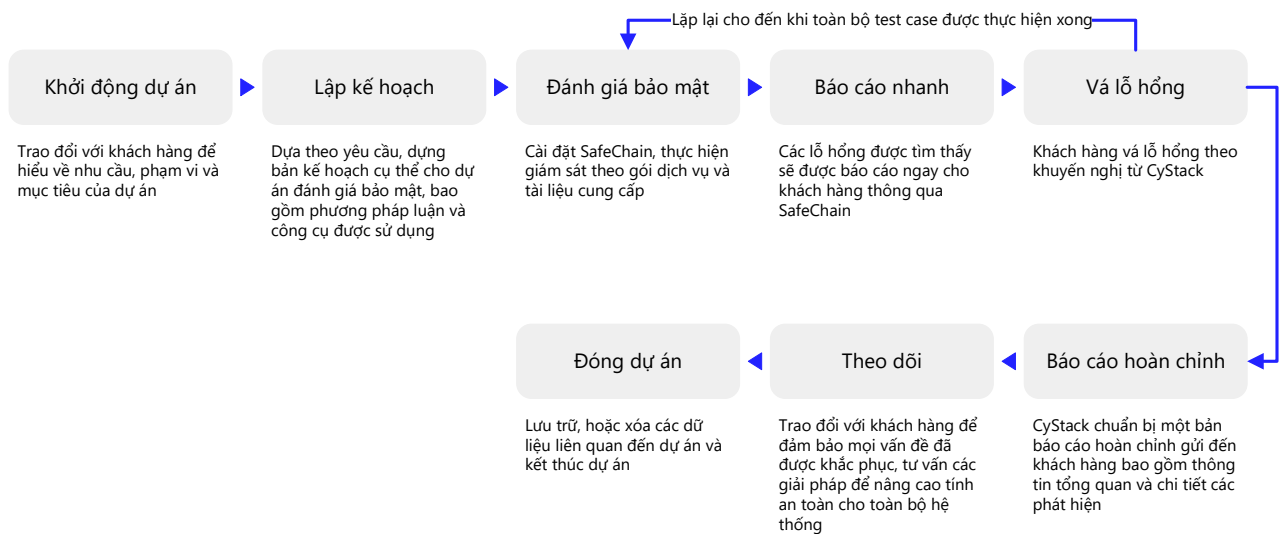 Lặp lại cho đến khi toàn bộ test case được thực hiện xong
Khởi động dự án
Trao đổi với khách hàng để
hiểu về nhu cầu, phạm vi và
mục tiêu của dự án
Lập kế hoạch
Dựa theo yêu cầu, dựng
bản kế hoạch cụ thể cho dự
án đánh giá bảo mật, bao
gồm phương pháp luận và
công cụ được sử dụng
Đánh giá bảo mật
Cài đặt SafeChain, thực hiện
giám sát theo gói dịch vụ và
tài liệu cung cấp
Báo cáo nhanh
Các lỗ hổng được tìm thấy
sẽ được báo cáo ngay cho
khách hàng thông qua
SafeChain
Vá lỗ hổng
Khách hàng vá lỗ hổng theo
khuyến nghị từ CyStack
Báo cáo hoàn chỉnh
CyStack chuẩn bị một bản
báo cáo hoàn chỉnh gửi đến
khách hàng bao gồm thông
tin tổng quan và chi tiết các
phát hiện
Theo dõi
Trao đổi với khách hàng để
đảm bảo mọi vấn đề đã
được khắc phục, tư vấn các
giải pháp để nâng cao tính
an toàn cho toàn bộ hệ
thống
Đóng dự án
Lưu trữ, hoặc xóa các dữ
liệu liên quan đến dự án và
kết thúc dự án